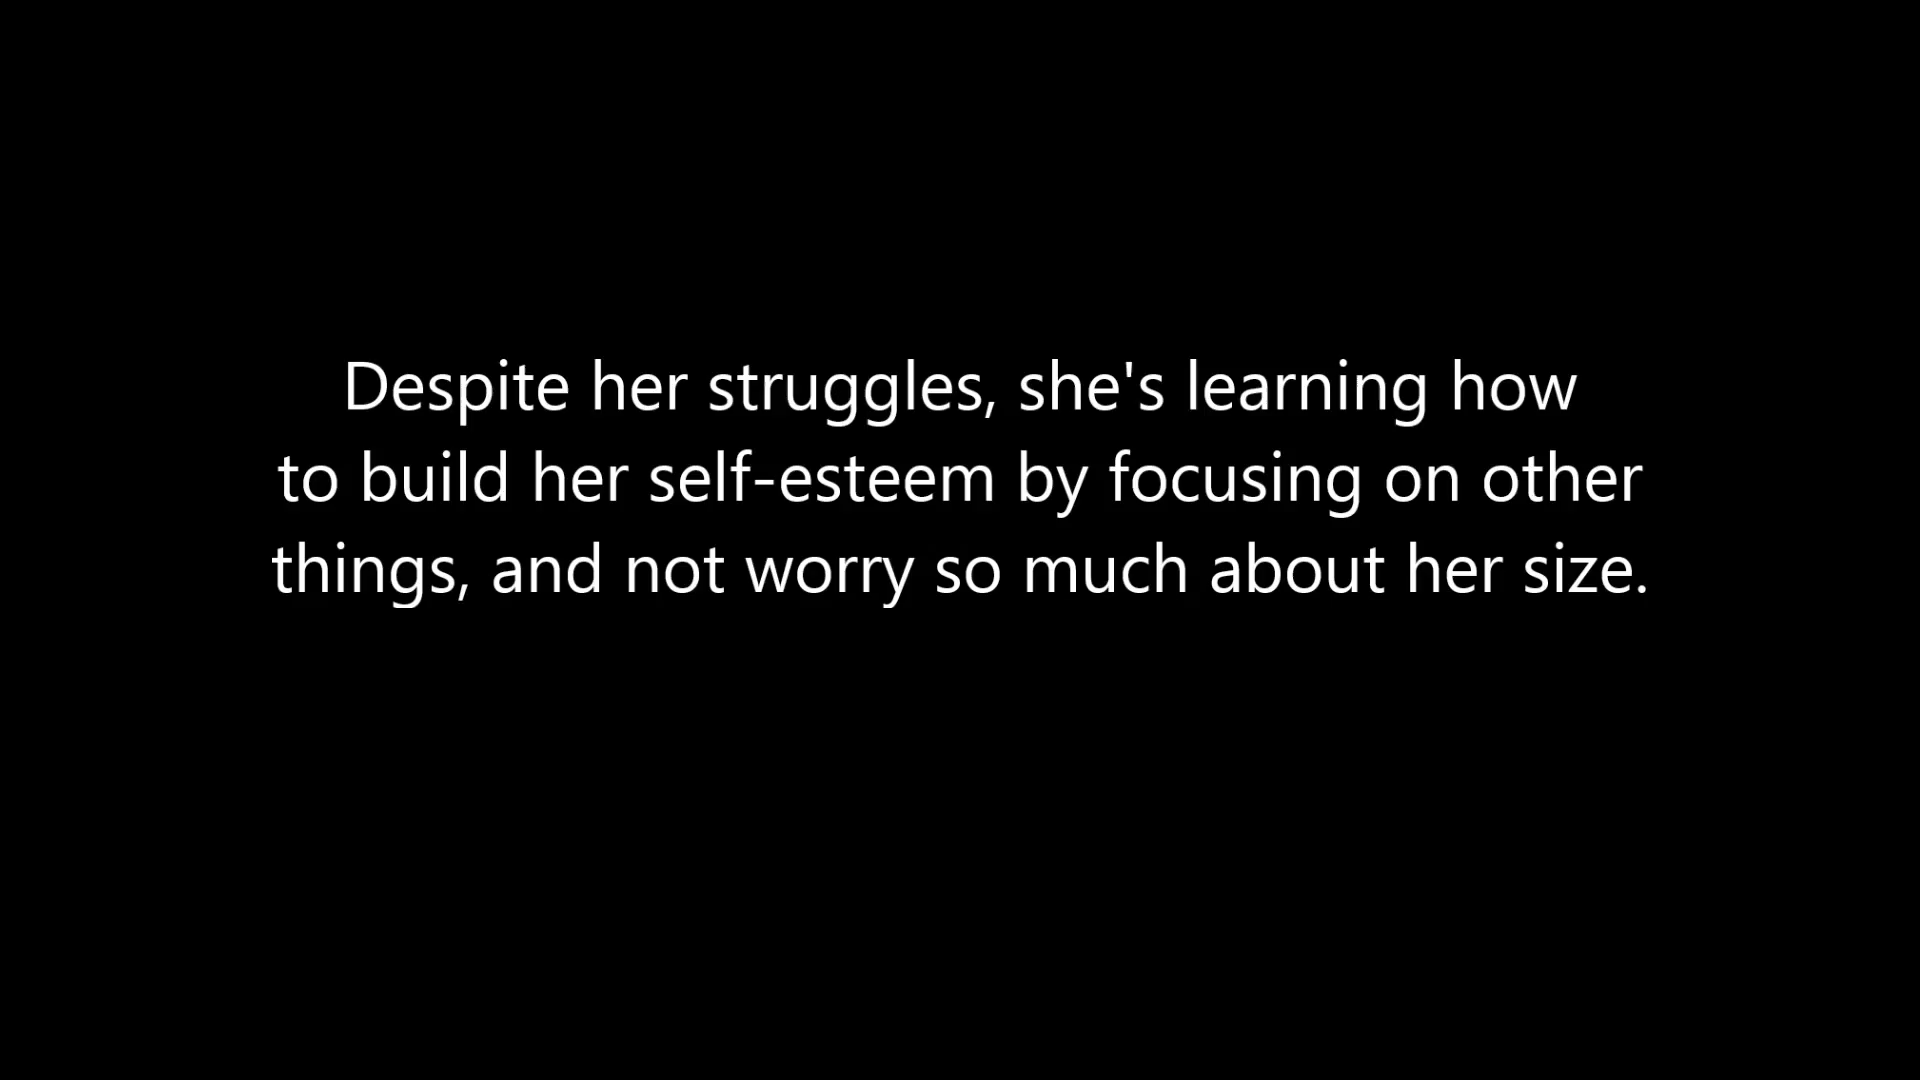 Despite her struggles, she's learning how
to build her self-esteem by focusing on other
things, and not worry so much about her size.